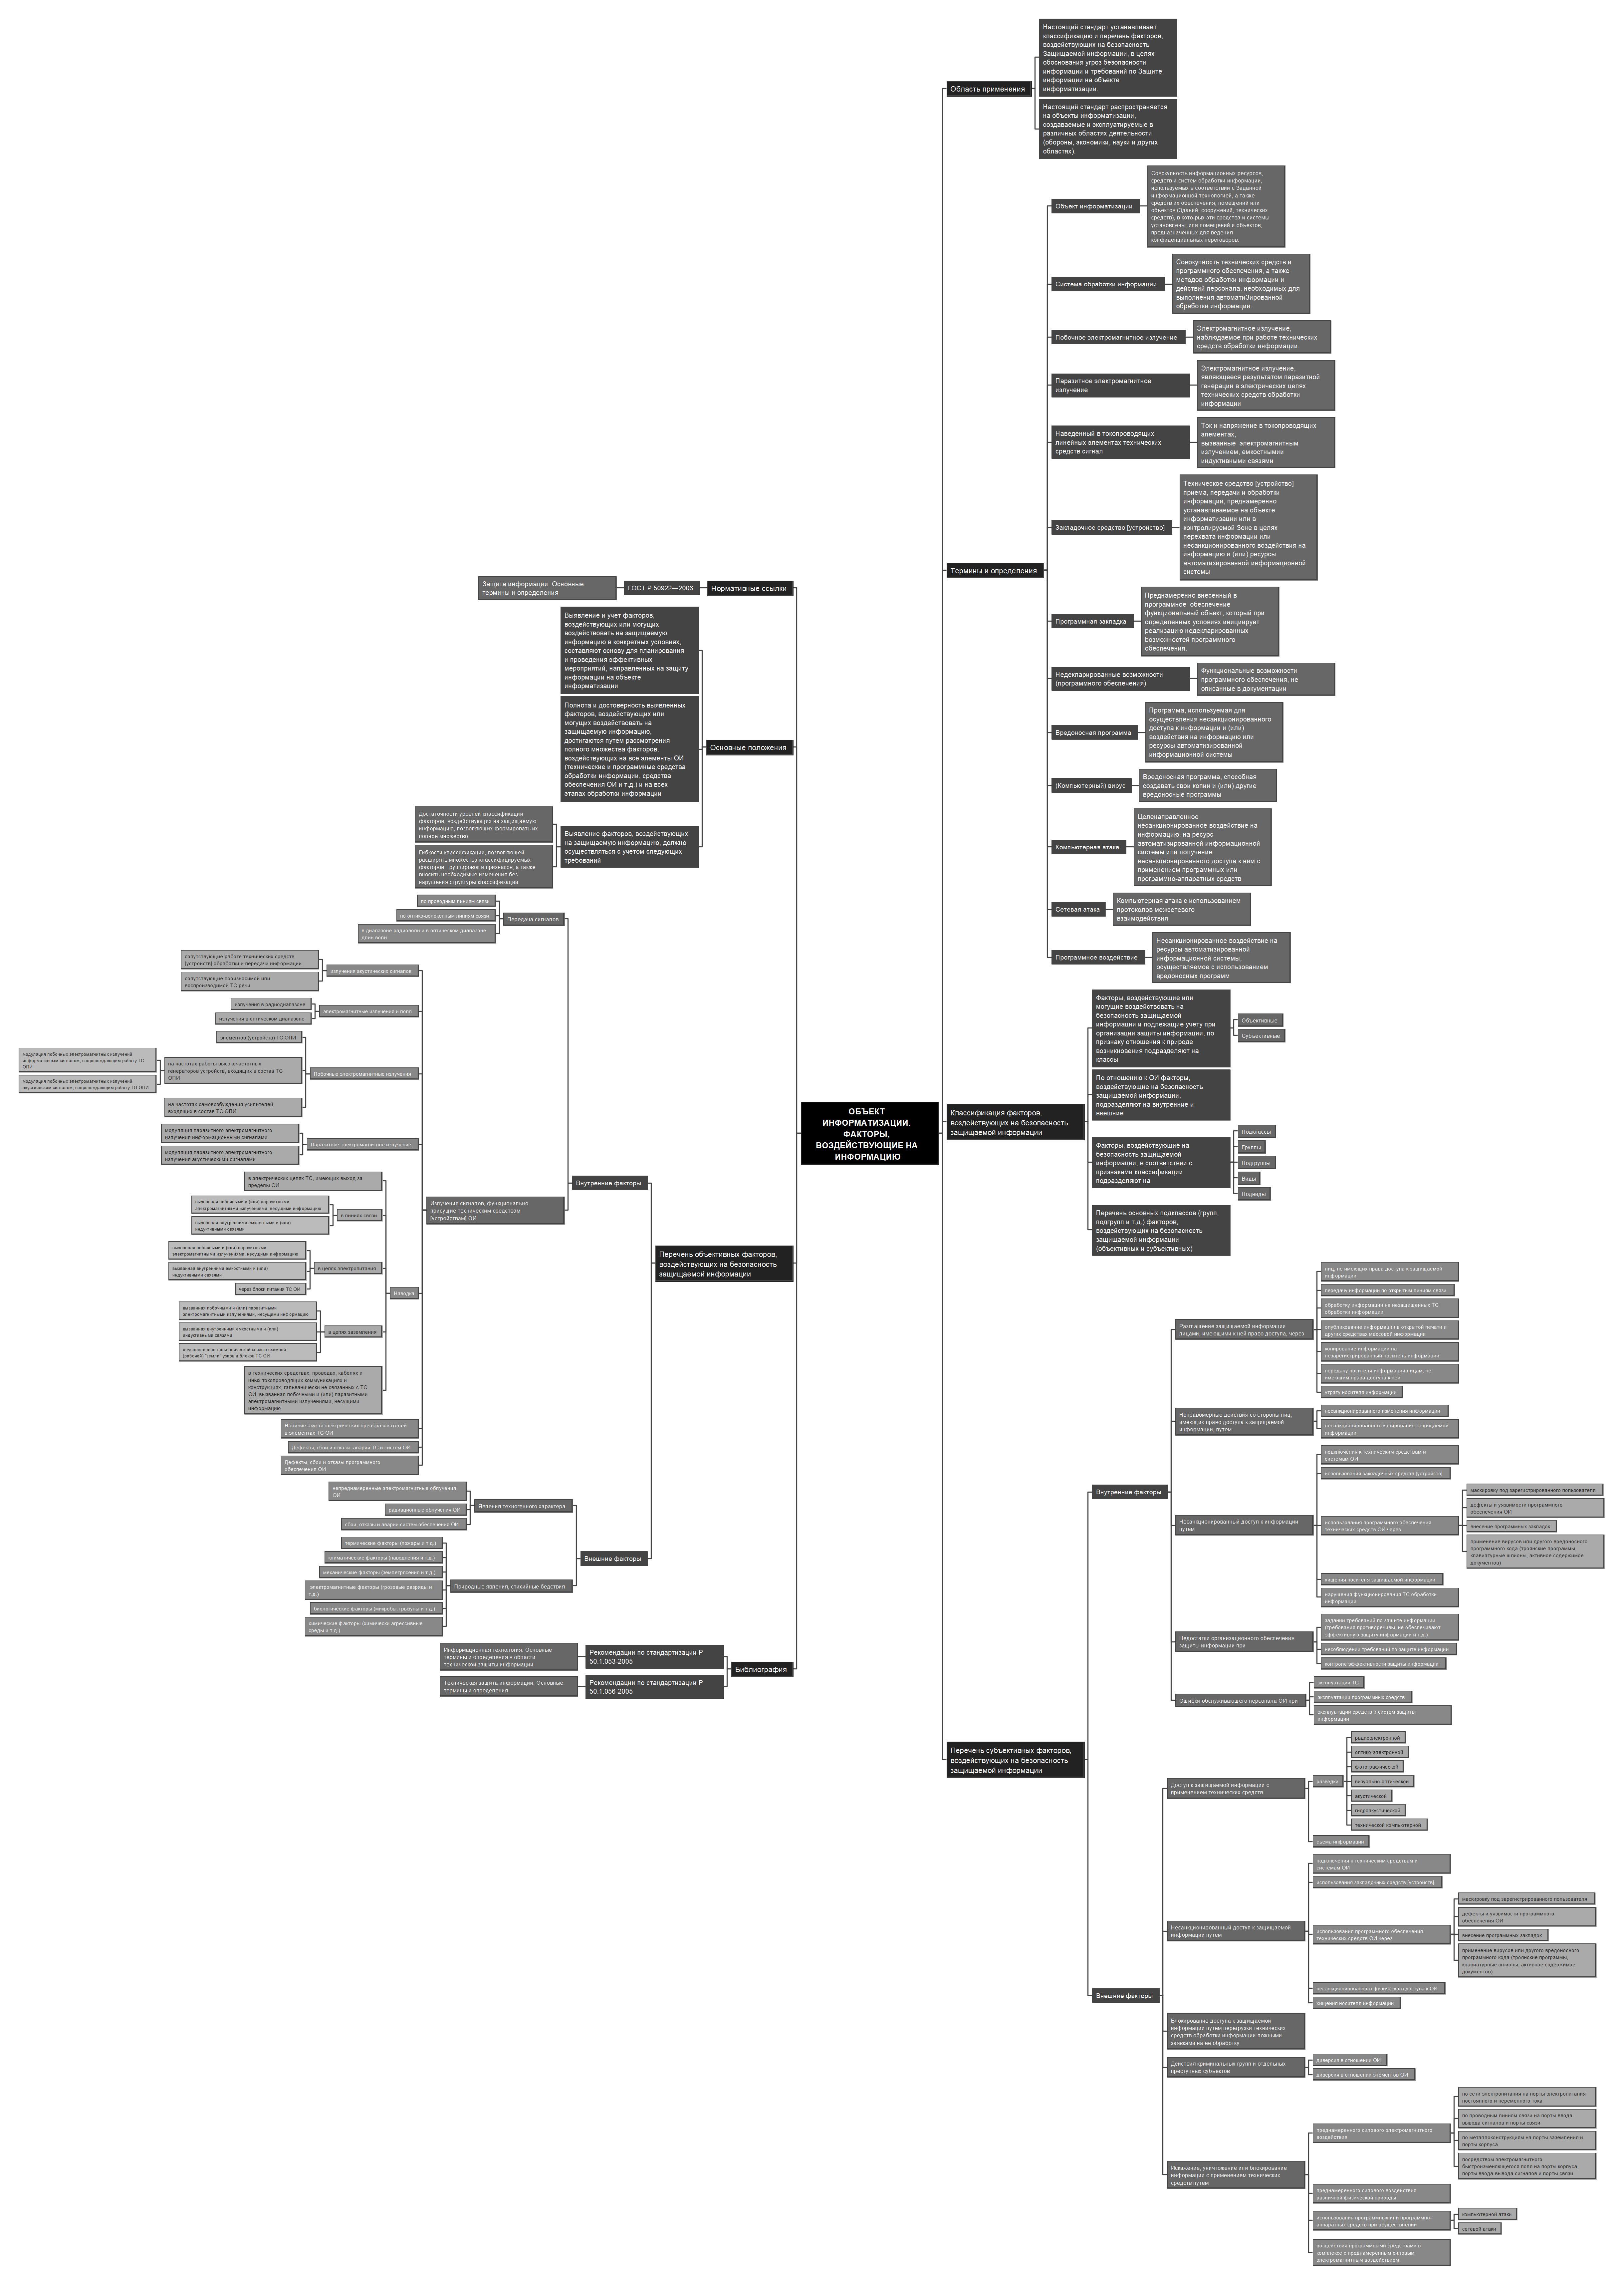 ОБЪЕКТ
ИНФОРМАТИЗАЦИИ.
ФАКТОРЫ,
ВОЗДЕЙСТВУЮЩИЕ НА
ИНФОРМАЦИЮ
Область применения
Настоящий стандарт устанавливает
классификацию и перечень факторов,
воздействующих на безопасность
Защищаемой информации, в целях
обоснования угроз безопасности
информации и требований по Защите
информации на объекте
информатизации.
Настоящий стандарт распространяется
на объекты информатизации,
создаваемые и эксплуатируемые в
различных областях деятельности
(обороны, экономики, науки и других
областях).
Термины и определения
Объект информатизации
Совокупность информационных ресурсов,
средств и систем обработки информации,
используемых в соответствии с Заданной
информационной технологией, а также
средств их обеспечения, помещений или
объектов (Зданий, сооружений, технических
средств), в кото-рых эти средства и системы
установлены, или помещений и объектов,
предназначенных для ведения
конфиденциальных переговоров
Система обработки информации
Совокупность технических средств и
программного обеспечения, а также
методов обработки информации и
действий персонала, необходимых для
выполнения автоматиЗированной
обработки информации.
Побочное электромагнитное излучение
Электромагнитное излучение,
наблюдаемое при работе технических
средств обработки информации.
Паразитное электромагнитное
излучение
Электромагнитное излучение,
являющееся результатом паразитной
генерации в электрических цепях
технических средств обработки
информации
Наведенный в токопроводящих
линейных элементах технических
средств сигнал
Ток и напряжение в токопроводящих
элементах,
вызванные электромагнитным
излучением, емкостными
индуктивными связями
Закладочное средство [устройство]
Техническое средство [устройство]
приема, передачи и обработки
информации, преднамеренно
устанавливаемое на объекте
информатизации или в
контролируемой Зоне в целях
перехвата информации или
несанкционированного воздействия на
информацию и (или) ресурсы
автоматизированной информационной
системы
Программная закладка
Преднамеренно внесенный в
программное обеспечение
функциональный объект, который при
определенных условиях инициирует
реализацию недекларированных
возможностей программного
обеспечения.
Недекларированные возможности
(программного обеспечения)
Функциональные возможности
программного обеспечения, не
описанные в документации
Вредоносная программа
Программа, используемая для
осуществления несанкционированного
доступа к информации и (или)
воздействия на информацию или
ресурсы автоматизированной
информационной системы
(Компьютерный) вирус
Вредоносная программа, способная
создавать свои копии и (или) другие
вредоносные программы
Компьютерная атака
Целенаправленное
несанкционированное воздействие на
информацию, на ресурс
автоматизированной информационной
системы или получение
несанкционированного доступа к ним с
применением программных или
программно-аппаратных средств
Сетевая атака
Компьютерная атака с использованием
протоколов межсетевого
взаимодействия
Программное воздействие
Несанкционированное воздействие на
ресурсы автоматизированной
информационной системы,
осуществляемое с использованием
вредоносных программ
Классификация факторов,
воздействующих на безопасность
защищаемой информации
Факторы, воздействующие или
могущие воздействовать на
безопасность защищаемой
информации и подлежащие учету при
организации защиты информации, по
признаку отношения к природе
возникновения подразделяют на
классы
Объективные
Субъективные
По отношению к ОИ факторы,
воздействующие на безопасность
защищаемой информации,
подразделяют на внутренние и
внешние
Факторы, воздействующие на
безопасность защищаемой
информации, в соответствии с
признаками классификации
подразделяют на
Подклассы
Группы
Подгруппы
Виды
Подвиды
Перечень основных подклассов (групп,
подгрупп и т.д.) факторов,
воздействующих на безопасность
защищаемой информации
(объективных и субъективных)
Перечень субъективных факторов,
воздействующих на безопасность
защищаемой информации
Внутренние факторы
Разглашение защищаемой информации
лицами, имеющими к ней право доступа, через
лиц, не имеющих права доступа к защищаемой
информации
передачу информации по открытым линиям связи
обработку информации на незащищенных ТС
обработки информации
опубликование информации в открытой печати и
других средствах массовой информации
копирование информации на
незарегистрированный носитель информации
передачу носителя информации лицам, не
имеющим права доступа к ней
утрату носителя информации
Неправомерные действия со стороны лиц,
имеющих право доступа к защищаемой
информации, путем
несанкционированного изменения информации
несанкционированного копирования защищаемой
информации
Несанкционированный доступ к информации
путём
подключения к техническим средствам и
системам ОИ
использования закладочных средств [устройств]
использования программного обеспечения
технических средств ОИ через
маскировку под зарегистрированного пользователя
дефекты и уязвимости программного
обеспечения ОИ
внесение программных закладок
применение вирусов или другого вредоносного
программного кода (троянские программы,
клавиатурные шпионы, активное содержимое
документов)
хищения носителя защищаемой информации
нарушения функционирования ТС обработки
информации
Недостатки организационного обеспечения
защиты информации при
задании требований по защите информации
(требования противоречивы, не обеспечивают
эффективную защиту информации и т.д.)
несоблюдении требований по защите информации
контроле эффективности защиты информации
Ошибки обслуживающего персонала ОИ при
эксплуатации ТС
эксплуатации программных средств
эксплуатации средств и систем защиты
информации
Внешние факторы
Доступ к защищаемой информации с
применением технических средств
разведки
радиоэлектронной
оптико-электронной
фотографической
визуально-оптической
акустической
гидроакустической
технической компьютерной
съема информации
Несанкционированный доступ к защищаемой
информации путем
подключения к техническим средствам и
системам ОИ
использования закладочных средств [устройств]
использования программного обеспечения
технических средств ОИ через
маскировку под зарегистрированного пользователя
дефекты и уязвимости программного
обеспечения ОИ
внесение программных закладок
применение вирусов или другого вредоносного
программного кода (троянские программы,
клавиатурные шпионы, активное содержимое
документов)
несанкционированного физического доступа к ОИ
хищения носителя информации
Блокирование доступа к защищаемой
информации путем перегрузки технических
средств обработки информации ложными
заявками на ее обработку
Действия криминальных групп и отдельных
преступных субъектов
диверсия в отношении ОИ
диверсия в отношении элементов ОИ
Искажение, уничтожение или блокирование
информации с применением технических
средств путём
преднамеренного силового электромагнитного
воздействия
по сети электропитания на порты электропитания
постоянного и переменного тока
по проводным линиям связи на порты ввода-
вывода сигналов и порты связи
по металлоконструкциям на порты заземления и
порты корпуса
посредством электромагнитного
быстроизменяющегося поля на порты корпуса,
порты ввода-вывода сигналов и порты связи
преднамеренного силового воздействия
различной физической природы
использования программных или программно-
аппаратных средств при осуществлении
компьютерной атаки
сетевой атаки
воздействия программными средствами в
комплексе с преднамеренным силовым
электромагнитным воздействием
Нормативные ссылки
ГОСТ Р 50922—2006
Защита информации. Основные
термины и определения
Основные положения
Выявление и учет факторов,
воздействующих или могущих
воздействовать на защищаемую
информацию в конкретных условиях,
составляют основу для планирования
и проведения эффективных
мероприятий, направленных на защиту
информации на объекте
информатизации
Полнота и достоверность выявленных
факторов, воздействующих или
могущих воздействовать на
защищаемую информацию,
достигаются путем рассмотрения
полного множества факторов,
воздействующих на все элементы ОИ
(технические и программные средства
обработки информации, средства
обеспечения ОИ и т.д.) и на всех
этапах обработки информации
Выявление факторов, воздействующих
на защищаемую информацию, должно
осуществляться с учетом следующих
требований
Достаточности уровней классификации
факторов, воздействующих на защищаемую
информацию, позволяющих формировать их
полное множество
Гибкости классификации, позволяющей
расширять множества классифицируемых
факторов, группировок и признаков, а также
вносить необходимые изменения без
нарушения структуры классификации
Перечень объективных факторов,
воздействующих на безопасность
защищаемой информации
Внутренние факторы
Передача сигналов
по проводным линиям связи
по оптико-волоконным линиям связи
в диапазоне радиоволн и в оптическом диапазоне
длин волн
Излучения сигналов, функционально
присущие техническим средствам
[устройствам] ОИ
излучения акустических сигналов
сопутствующие работе технических средств
[устройств] обработки и передачи информации
сопутствующие произносимой или
воспроизводимой ТС речи
электромагнитные излучения и поля
излучения в радиодиапазоне
излучения в оптическом диапазоне
Побочные электромагнитные излучения
элементов (устройств) ТС ОПИ
на частотах работы высокочастотных
генераторов устройств, входящих в состав ТС
ОПИ
модуляция побочных электромагнитных излучений
информативным сигналом, сопровождающим работу ТС
ОПИ
модуляция побочных электромагнитных излучений
акустическим сигналом, сопровождающим работу ТО ОПИ
на частотах самовозбуждения усилителей,
входящих в состав ТС ОПИ
Паразитное электромагнитное излучение
модуляция паразитного электромагнитного
излучения информационными сигналами
модуляция паразитного электромагнитного
излучения акустическими сигналами
Наводка
в электрических цепях ТС, имеющих выход за
пределы ОИ
в линиях связи
вызванная побочными и (или) паразитными
электромагнитными излучениями, несущими информацию
вызванная внутренними емкостными и (или)
индуктивными связями
в цепях электропитания
вызванная побочными и (или) паразитными
электромагнитными излучениями, несущими информацию
вызванная внутренними емкостными и (или)
индуктивными связями
через блоки питания ТС ОИ
в цепях заземления
вызванная побочными и (или) паразитными
электромагнитными излучениями, несущими информацию
вызванная внутренними емкостными и (или)
индуктивными связями
обусловленная гальванической связью схемной
(рабочей) "земли" узлов и блоков ТС ОИ
в технических средствах, проводах, кабелях и
иных токопроводящих коммуникациях и
конструкциях, гальванически не связанных с ТС
ОИ, вызванная побочными и (или) паразитными
электромагнитными излучениями, несущими
информацию
Наличие акустоэлектрических преобразователей
в элементах ТС ОИ
Дефекты, сбои и отказы, аварии ТС и систем ОИ
Дефекты, сбои и отказы программного
обеспечения ОИ
Внешние факторы
Явления техногенного характера
непреднамеренные электромагнитные облучения
ОИ
радиационные облучения ОИ
сбои, отказы и аварии систем обеспечения ОИ
Природные явления, стихийные бедствия
термические факторы (пожары и т.д.)
климатические факторы (наводнения и т.д.)
механические факторы (землетрясения и т.д.)
электромагнитные факторы (грозовые разряды и
т.д.)
биологические факторы (микробы, грызуны и т.д.)
химические факторы (химически агрессивные
среды и т.д.)
Библиография
Рекомендации по стандартизации Р
50.1.053-2005
Информационная технология. Основные
термины и определения в области
технической защиты информации
Рекомендации по стандартизации Р
50.1.056-2005
Техническая защита информации. Основные
термины и определения